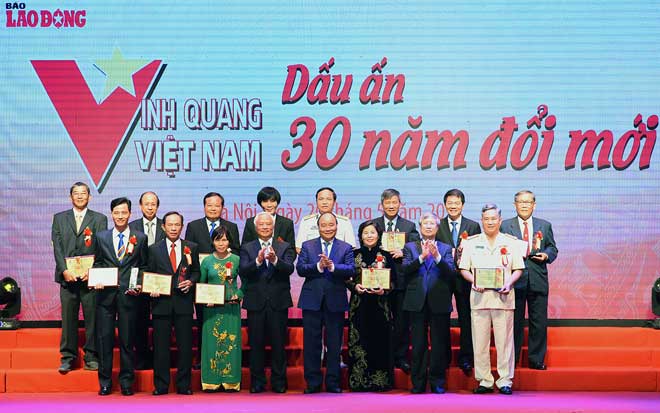 BÁO
LAO ĐỘNG
VINH QUANG
VIỆT NAM
Dấu ấn
30 năm đổi mới